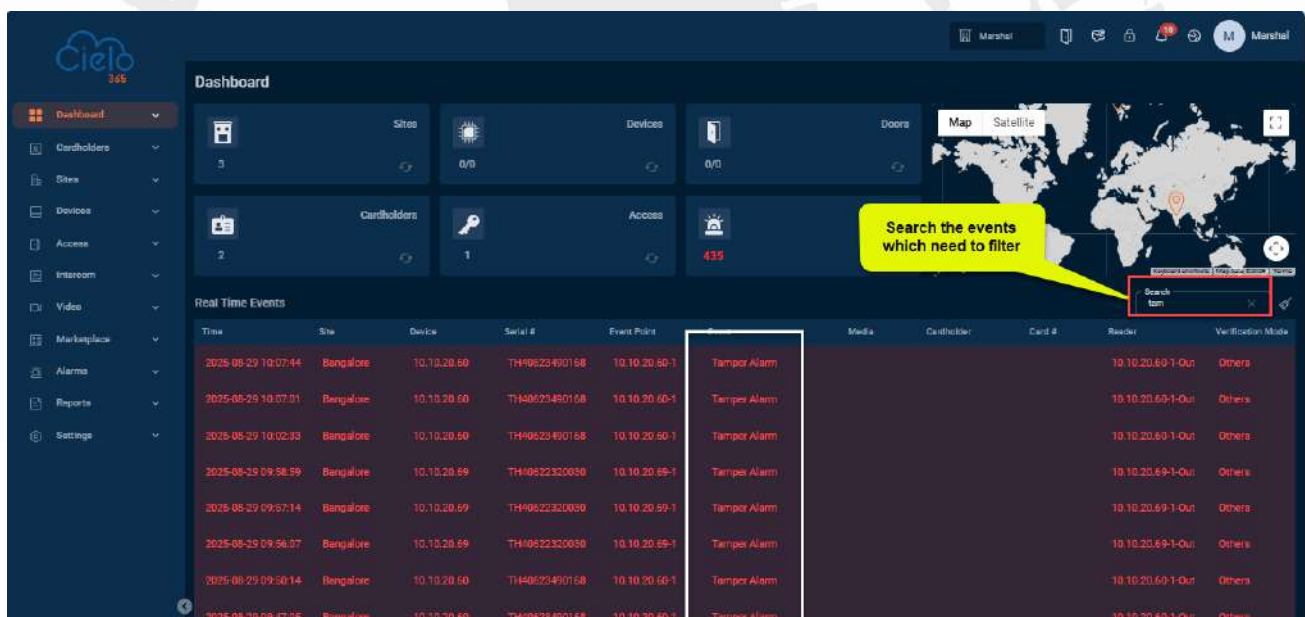 Cielo
365
Marshal
10
M
Marshal
Dashboard
Dashboard
Cardholders
Sites
Devices
Access
Intercom
Video
Marketplace
Alarms
Reports
Settings
Sites
3
Devices
0/0
Doors
0/0
Cardholders
2
Access
1
435
Map Satellite
Search the events
which need to filter
Real Time Events
Search
tam
Time Site Device Serial # Event Point Media Cardholder Card # Reader Verification Mode
2025-08-29 10:07:44 Bangalore 10.10.20.60 TH40623490168 10.10.20.60-1 Tamper Alarm 10.10.20.60-1-Out Others
2025-08-29 10:07:01 Bangalore 10.10.20.60 TH40623490168 10.10.20.60-1 Tamper Alarm 10.10.20.60-1-Out Others
2025-08-29 10:02:33 Bangalore 10.10.20.60 TH40623490168 10.10.20.60-1 Tamper Alarm 10.10.20.60-1-Out Others
2025-08-29 09:58:59 Bangalore 10.10.20.69 TH40622320030 10.10.20.69-1 Tamper Alarm 10.10.20.69-1-Out Others
2025-08-29 09:57:14 Bangalore 10.10.20.69 TH40622320030 10.10.20.69-1 Tamper Alarm 10.10.20.69-1-Out Others
2025-08-29 09:56:07 Bangalore 10.10.20.69 TH40622320030 10.10.20.69-1 Tamper Alarm 10.10.20.69-1-Out Others
2025-08-29 09:50:14 Bangalore 10.10.20.60 TH40623490168 10.10.20.60-1 Tamper Alarm 10.10.20.60-1-Out Others
Bangalore Tamper Alarm Others